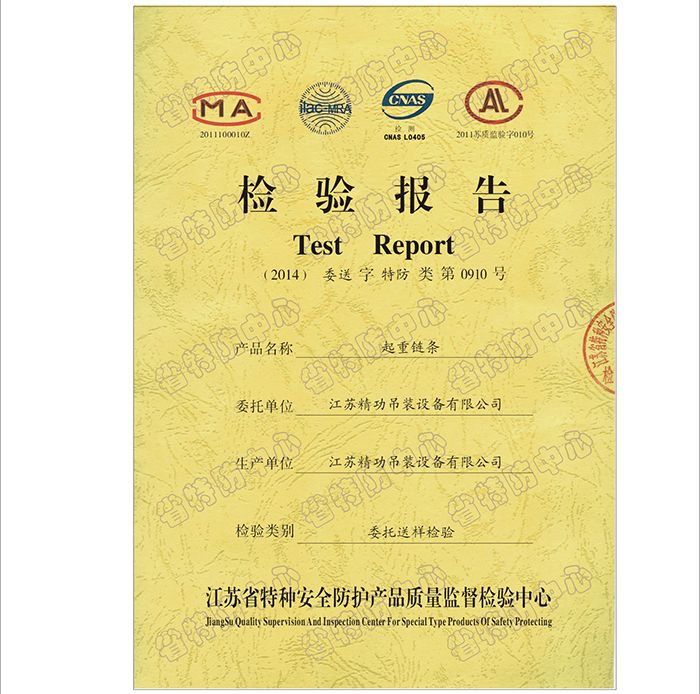 MA
ilac-MRA
CNAS
AL
2011100010Z
检 测
CNAS L0405
2011苏质监验字010号
检 验 报 告
Test Report
（2014） 委送 字 特防 类 第 0910 号
产品名称 起重链条
委托单位 江苏精功吊装设备有限公司
生产单位 江苏精功吊装设备有限公司
检验类别 委托送样检验
江苏省特种安全防护产品质量监督检验中心
JiangSu Quality Supervision And Inspection Center For Special Type Products Of Safety Protecting
省特防中心